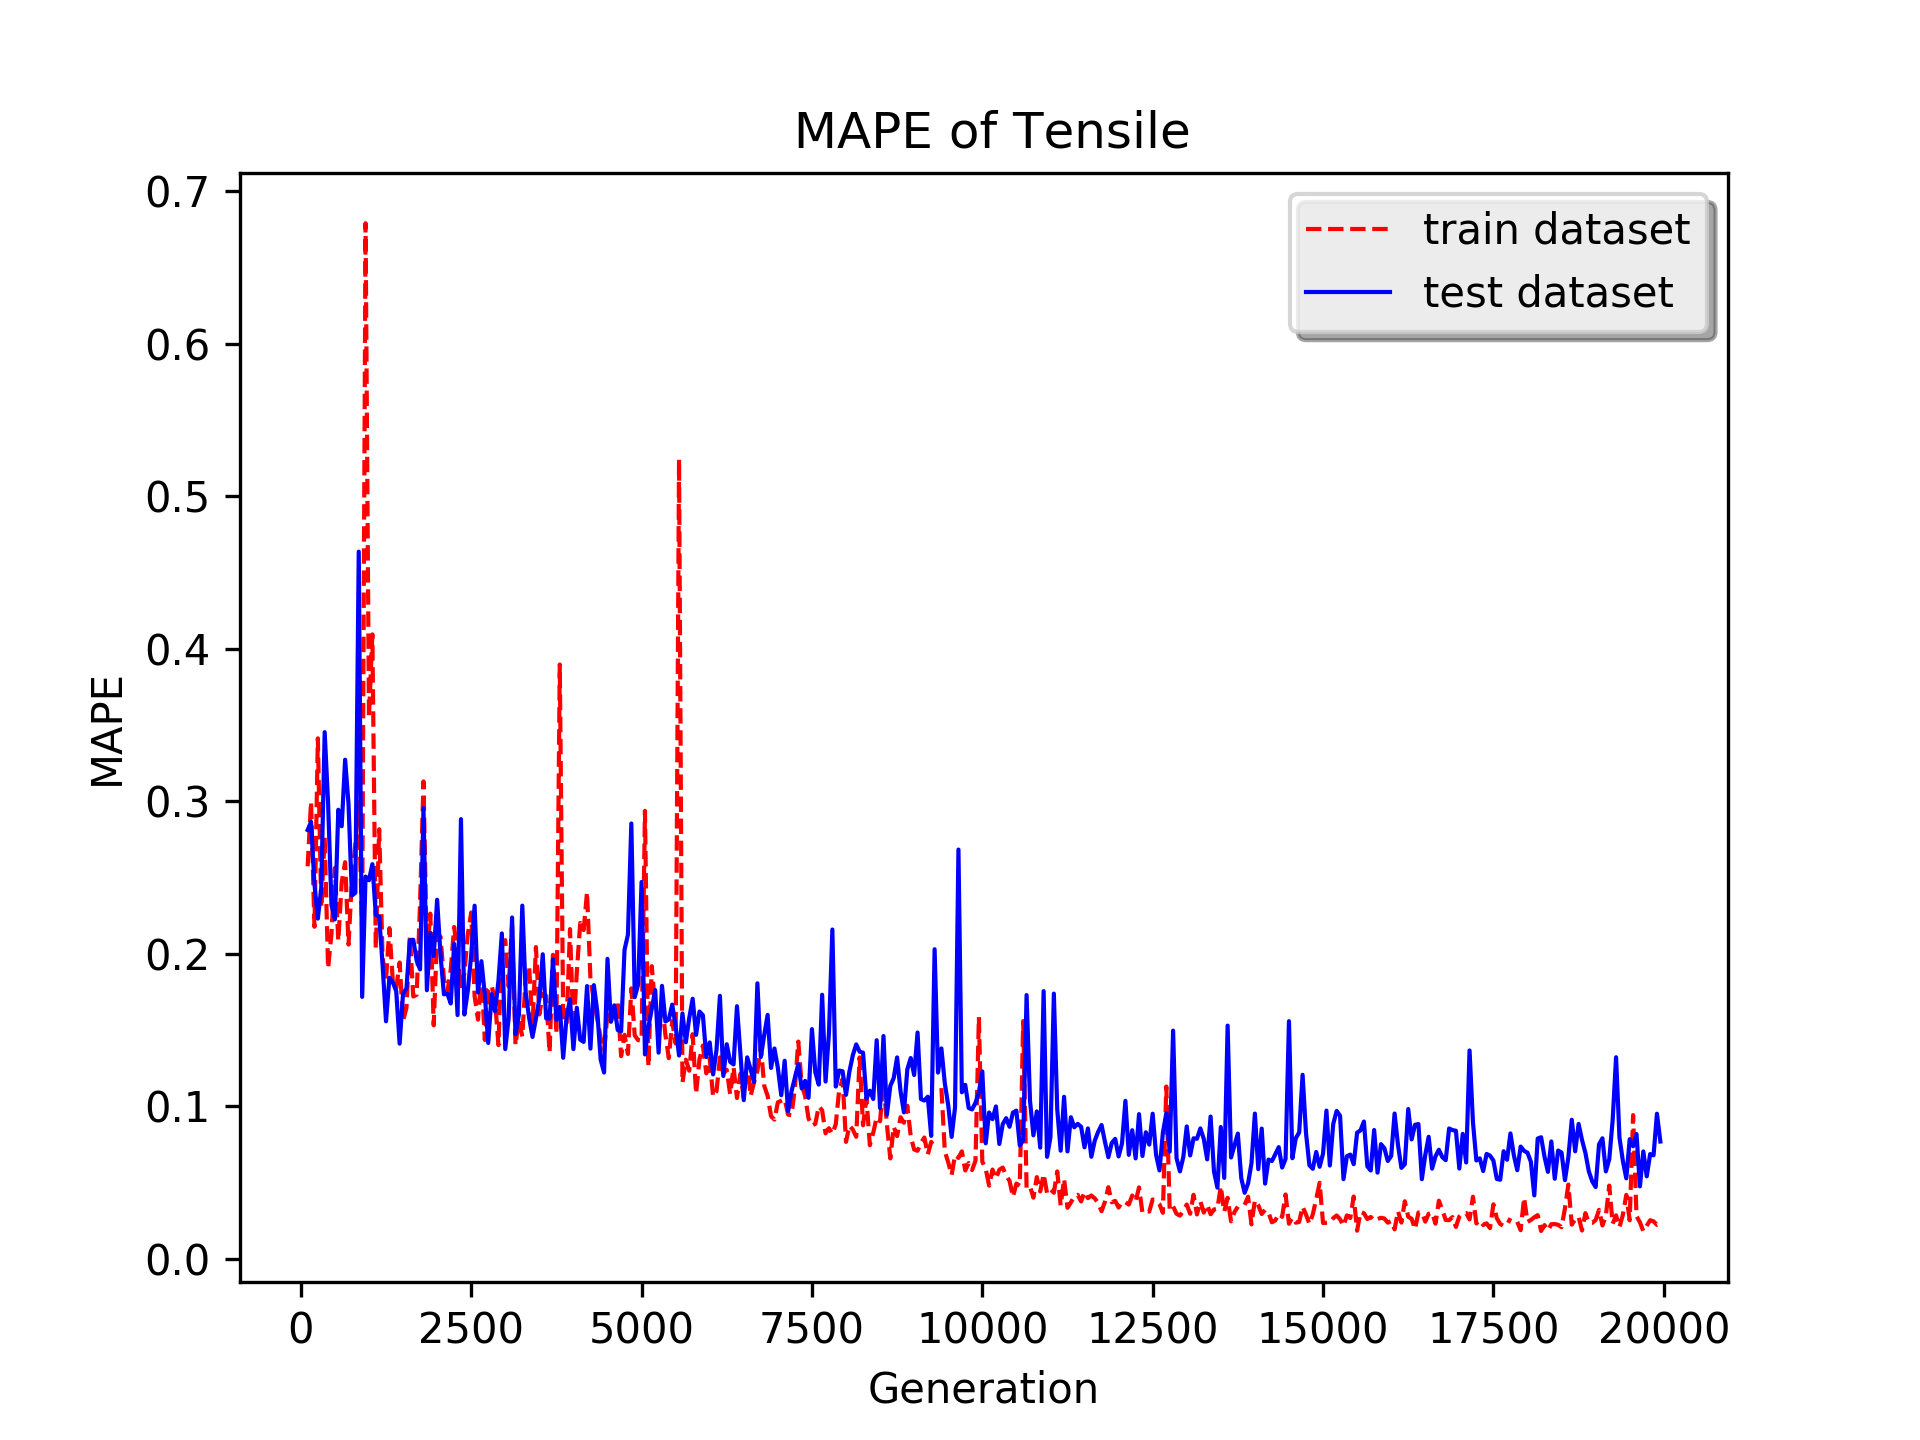 MAPE of Tensile
train dataset
test dataset
0.7
0.6
0.5
0.4
0.3
0.2
0.1
0.0
MAPE
0 2500 5000 7500 10000 12500 15000 17500 20000
Generation